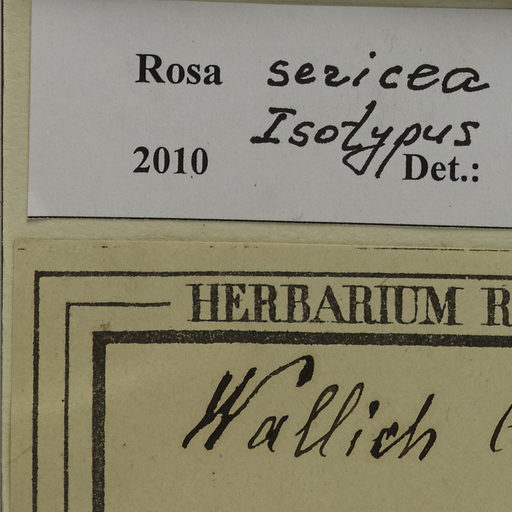 Rosa sericea
Isotypus
2010 Det.:
HERBARIUM R
Wallich